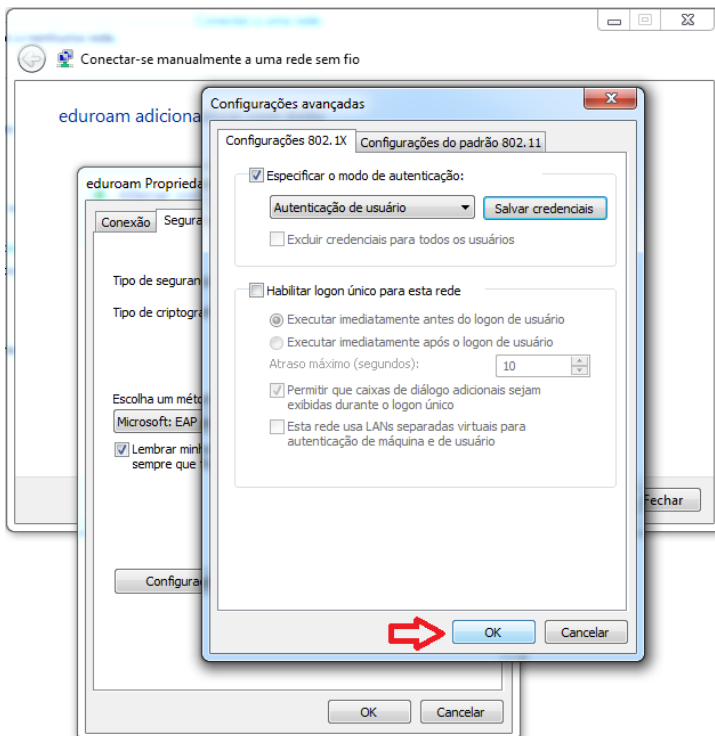 Conectar-se manualmente a uma rede sem fio
eduroam adiciona
Configurações avançadas
Configurações 802.1X
Configurações do padrão 802.11
Especificar o modo de autenticação:
Autenticação de usuário
Salvar credenciais
Excluir credenciais para todos os usuários
Habilitar logon único para esta rede
Executar imediatamente antes do logon de usuário
Executar imediatamente após o logon de usuário
Atraso máximo (segundos):
10
Permitir que caixas de diálogo adicionais sejam
exibidas durante o logon único
Esta rede usa LANs separadas virtuais para
autenticação de máquina e de usuário
OK
Cancelar
eduroam Proprieda
Conexão
Segura
Tipo de seguran
Tipo de criptogra
Escolha um méto
Microsoft: EAP
Lembrar minh
sempre que
Configura
OK
Cancelar
Fechar